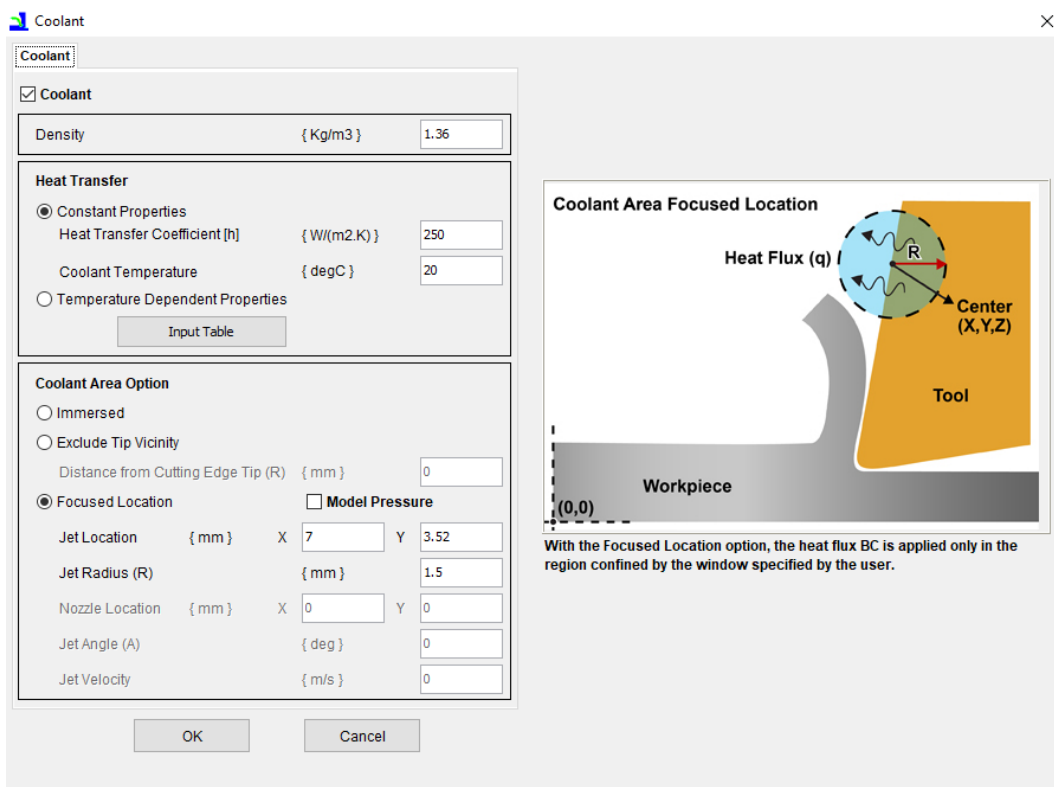 Coolant
Coolant
Coolant
Density { Kg/m3 } 1.36
Heat Transfer
Constant Properties
Heat Transfer Coefficient [h] { W/(m2.K) } 250
Coolant Temperature { degC } 20
Temperature Dependent Properties
Input Table
Coolant Area Option
Immersed
Exclude Tip Vicinity
Distance from Cutting Edge Tip (R) { mm } 0
Focused Location Model Pressure
Jet Location { mm } X 7 Y 3.52
Jet Radius (R) { mm } 1.5
Nozzle Location { mm } X 0 Y 0
Jet Angle (A) { deg } 0
Jet Velocity { m/s } 0
OK Cancel
Coolant Area Focused Location
Heat Flux (q) R
Center
(X,Y,Z)
Tool
Workpiece
(0,0)
With the Focused Location option, the heat flux BC is applied only in the
region confined by the window specified by the user.